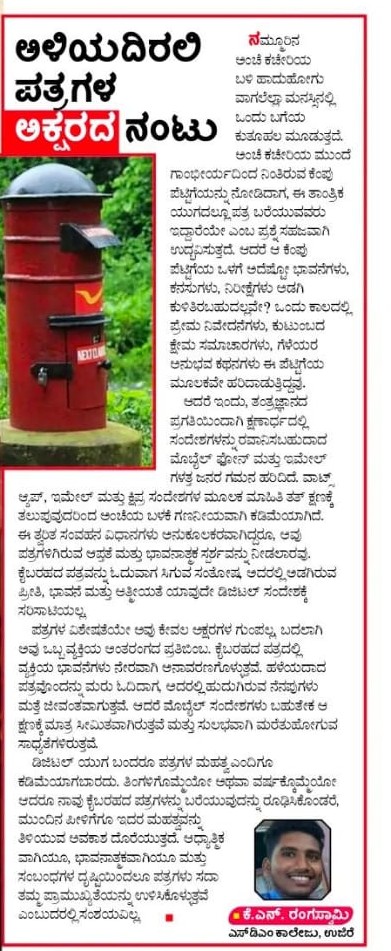 ಅಳಿಯದಿರಲಿ
ಪತ್ರಗಳ
ಅಕ್ಷರದ ನಂಟು
ನಮ್ಮೂರಿನ
ಅಂಚೆ ಕಚೇರಿಯ
ಬಳಿ ಹಾದುಹೋಗು
ವಾಗಲೆಲ್ಲಾ ಮನಸ್ಸಿನಲ್ಲಿ
ಒಂದು ಬಗೆಯ
ಕುತೂಹಲ ಮೂಡುತ್ತದೆ.
ಅಂಚೆ ಕಚೇರಿಯ ಮುಂದೆ
ಗಾಂಭೀರ್ಯದಿಂದ ನಿಂತಿರುವ ಕೆಂಪು
ಪೆಟ್ಟಿಗೆಯನ್ನು ನೋಡಿದಾಗ, ಈ ತಾಂತ್ರಿಕ
ಯುಗದಲ್ಲೂ ಪತ್ರ ಬರೆಯುವವರು
ಇದ್ದಾರೆಯೇ ಎಂಬ ಪ್ರಶ್ನೆ ಸಹಜವಾಗಿ
ಉದ್ಭವಿಸುತ್ತದೆ. ಆದರೆ ಆ ಕೆಂಪು
ಪೆಟ್ಟಿಗೆಯ ಒಳಗೆ ಅದೆಷ್ಟೋ ಭಾವನೆಗಳು,
ಕನಸುಗಳು, ನಿರೀಕ್ಷೆಗಳು ಅಡಗಿ
ಕುಳಿತಿರಬಹುದಲ್ಲವೇ? ಒಂದು ಕಾಲದಲ್ಲಿ
ಪ್ರೇಮ ನಿವೇದನೆಗಳು, ಕುಟುಂಬದ
ಕ್ಷೇಮ ಸಮಾಚಾರಗಳು, ಗೆಳೆಯರ
ಅನುಭವ ಕಥನಗಳು ಈ ಪೆಟ್ಟಿಗೆಯ
ಮೂಲಕವೇ ಹರಿದಾಡುತ್ತಿದ್ದವು.
ಆದರೆ ಇಂದು, ತಂತ್ರಜ್ಞಾನದ
ಪ್ರಗತಿಯಿಂದಾಗಿ ಕ್ಷಣಾರ್ಧದಲ್ಲಿ
ಸಂದೇಶಗಳನ್ನು ರವಾನಿಸಬಹುದಾದ
ಮೊಬೈಲ್ ಫೋನ್ ಮತ್ತು ಇಮೇಲ್
ಗಳತ್ತ ಜನರ ಗಮನ ಹರಿದಿದೆ. ವಾಟ್ಸ್
ಆ್ಯಪ್, ಇಮೇಲ್ ಮತ್ತು ಕ್ಷಿಪ್ರ ಸಂದೇಶಗಳ ಮೂಲಕ ಮಾಹಿತಿ ತತ್ ಕ್ಷಣಕ್ಕೆ
ತಲುಪುವುದರಿಂದ ಅಂಚೆಯ ಬಳಕೆ ಗಣನೀಯವಾಗಿ ಕಡಿಮೆಯಾಗಿದೆ.
ಈ ತ್ವರಿತ ಸಂವಹನ ವಿಧಾನಗಳು ಅನುಕೂಲಕರವಾಗಿದ್ದರೂ, ಅವು
ಪತ್ರಗಳಿಗಿರುವ ಆಪ್ತತೆ ಮತ್ತು ಭಾವನಾತ್ಮಕ ಸ್ಪರ್ಶವನ್ನು ನೀಡಲಾರವು.
ಕೈಬರಹದ ಪತ್ರವನ್ನು ಓದುವಾಗ ಸಿಗುವ ಸಂತೋಷ, ಅದರಲ್ಲಿ ಅಡಗಿರುವ
ಪ್ರೀತಿ, ಭಾವನೆ ಮತ್ತು ಆತ್ಮೀಯತೆ ಯಾವುದೇ ಡಿಜಿಟಲ್ ಸಂದೇಶಕ್ಕೆ
ಸರಿಸಾಟಿಯಲ್ಲ.
ಪತ್ರಗಳ ವಿಶೇಷತೆಯೇ ಅವು ಕೇವಲ ಅಕ್ಷರಗಳ ಗುಂಪಲ್ಲ, ಬದಲಾಗಿ
ಅವು ಒಬ್ಬ ವ್ಯಕ್ತಿಯ ಅಂತರಂಗದ ಪ್ರತಿಬಿಂಬ. ಕೈಬರಹದ ಪತ್ರದಲ್ಲಿ
ವ್ಯಕ್ತಿಯ ಭಾವನೆಗಳು ನೇರವಾಗಿ ಅನಾವರಣಗೊಳ್ಳುತ್ತವೆ. ಹಳೆಯದಾದ
ಪತ್ರವೊಂದನ್ನು ಮರು ಓದಿದಾಗ, ಅದರಲ್ಲಿ ಹುದುಗಿರುವ ನೆನಪುಗಳು
ಮತ್ತೆ ಜೀವಂತವಾಗುತ್ತವೆ. ಆದರೆ ಮೊಬೈಲ್ ಸಂದೇಶಗಳು ಬಹುತೇಕ ಆ
ಕ್ಷಣಕ್ಕೆ ಮಾತ್ರ ಸೀಮಿತವಾಗಿರುತ್ತವೆ ಮತ್ತು ಸುಲಭವಾಗಿ ಮರೆತುಹೋಗುವ
ಸಾಧ್ಯತೆಗಳಿರುತ್ತವೆ.
ಡಿಜಿಟಲ್ ಯುಗ ಬಂದರೂ ಪತ್ರಗಳ ಮಹತ್ವ ಎಂದಿಗೂ
ಕಡಿಮೆಯಾಗಬಾರದು. ತಿಂಗಳಿಗೊಮ್ಮೆಯೋ ಅಥವಾ ವರ್ಷಕ್ಕೊಮ್ಮೆಯೋ
ಆದರೂ ನಾವು ಕೈಬರಹದ ಪತ್ರಗಳನ್ನು ಬರೆಯುವುದನ್ನು ರೂಢಿಸಿಕೊಂಡರೆ,
ಮುಂದಿನ ಪೀಳಿಗೆಗೂ ಇದರ ಮಹತ್ವವನ್ನು
ತಿಳಿಯುವ ಅವಕಾಶ ದೊರೆಯುತ್ತದೆ. ಆಧ್ಯಾತ್ಮಿಕ
ವಾಗಿಯೂ, ಭಾವನಾತ್ಮಕವಾಗಿಯೂ ಮತ್ತು
ಸಂಬಂಧಗಳ ದೃಷ್ಟಿಯಿಂದಲೂ ಪತ್ರಗಳು ಸದಾ
ತಮ್ಮ ಪ್ರಾಮುಖ್ಯತೆಯನ್ನು ಉಳಿಸಿಕೊಳ್ಳುತ್ತವೆ
ಎಂಬುದರಲ್ಲಿ ಸಂಶಯವಿಲ್ಲ.
ಕೆ.ಎನ್. ರಂಗಸ್ವಾಮಿ
ಎಸ್‌ಡಿಎಂ ಕಾಲೇಜು, ಉಜಿರೆ